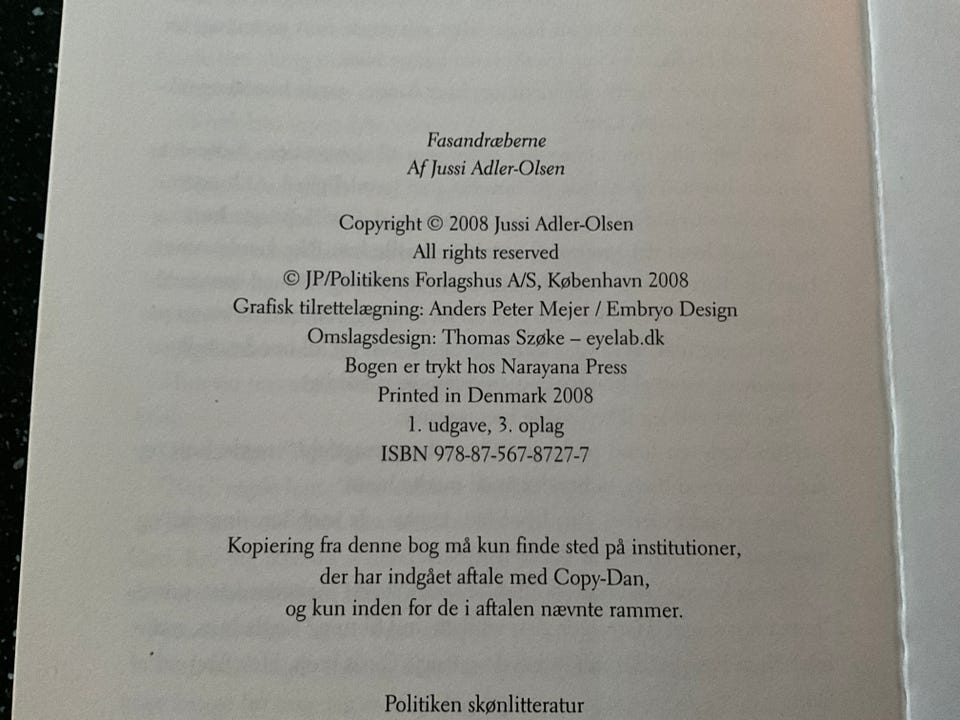 Fasandræberne
Af Jussi Adler-Olsen
Copyright © 2008 Jussi Adler-Olsen
All rights reserved
© JP/Politikens Forlagshus A/S, København 2008
Grafisk tilrettelægning: Anders Peter Mejer / Embryo Design
Omslagsdesign: Thomas Szøke – eyelab.dk
Bogen er trykt hos Narayana Press
Printed in Denmark 2008
1. udgave, 3. oplag
ISBN 978-87-567-8727-7
Kopiering fra denne bog må kun finde sted på institutioner,
der har indgået aftale med Copy-Dan,
og kun inden for de i aftalen nævnte rammer.
Politiken skønlitteratur